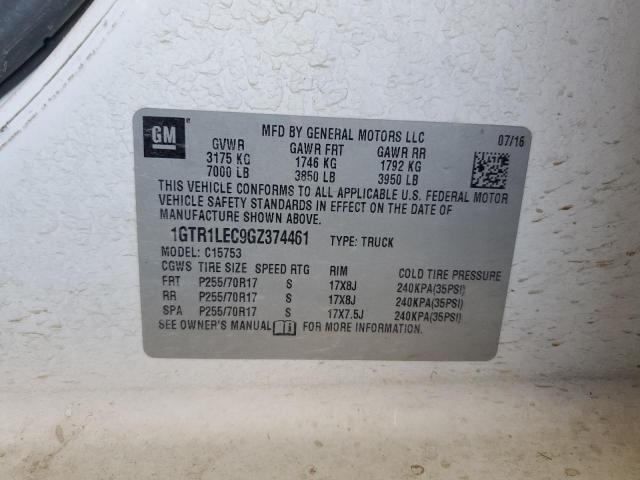 GM
MFD BY GENERAL MOTORS LLC 07/16
GVWR GAWR FRT GAWR RR
3175 KG 1746 KG 1792 KG
7000 LB 3850 LB 3950 LB
THIS VEHICLE CONFORMS TO ALL APPLICABLE U.S. FEDERAL MOTOR
VEHICLE SAFETY STANDARDS IN EFFECT ON THE DATE OF
MANUFACTURE SHOWN ABOVE.
1GTR1LEC9GZ374461 TYPE: TRUCK
MODEL: C15753
CGWS TIRE SIZE SPEED RTG RIM COLD TIRE PRESSURE
FRT P255/70R17 S 17X8J 240KPA(35PSI)
RR P255/70R17 S 17X8J 240KPA(35PSI)
SPA P255/70R17 S 17X7.5J 240KPA(35PSI)
SEE OWNER'S MANUAL FOR MORE INFORMATION.